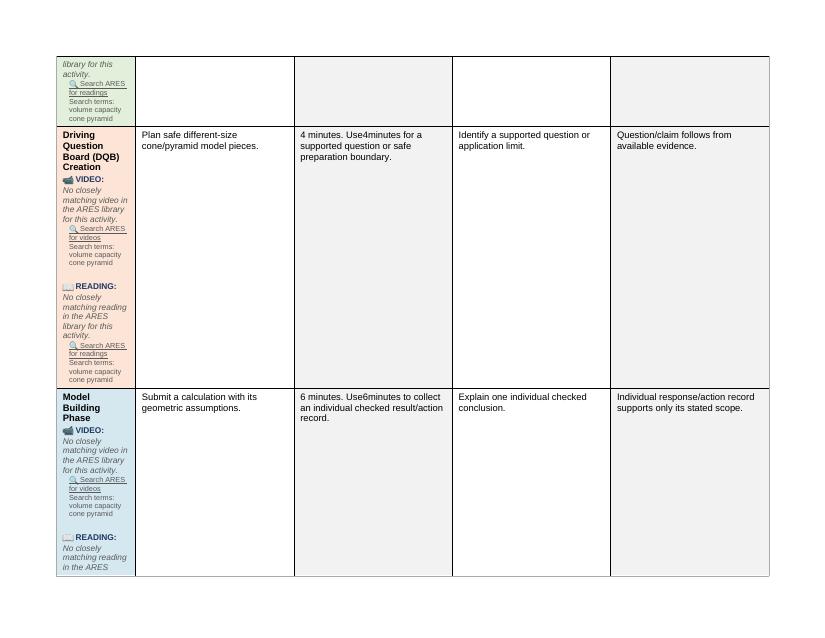 library for this
activity.
🔍 Search ARES
for readings
Search terms:
volume capacity
cone pyramid
Driving
Question
Board (DQB)
Creation
📹 VIDEO:
No closely
matching video in
the ARES library
for this activity.
🔍 Search ARES
for videos
Search terms:
volume capacity
cone pyramid
📖 READING:
No closely
matching reading
in the ARES
library for this
activity.
🔍 Search ARES
for readings
Search terms:
volume capacity
cone pyramid
Plan safe different-size
cone/pyramid model pieces.
4 minutes. Use4minutes for a
supported question or safe
preparation boundary.
Identify a supported question or
application limit.
Question/claim follows from
available evidence.
Model
Building
Phase
📹 VIDEO:
No closely
matching video in
the ARES library
for this activity.
🔍 Search ARES
for videos
Search terms:
volume capacity
cone pyramid
📖 READING:
No closely
matching reading
in the ARES
Submit a calculation with its
geometric assumptions.
6 minutes. Use6minutes to collect
an individual checked result/action
record.
Explain one individual checked
conclusion.
Individual response/action record
supports only its stated scope.